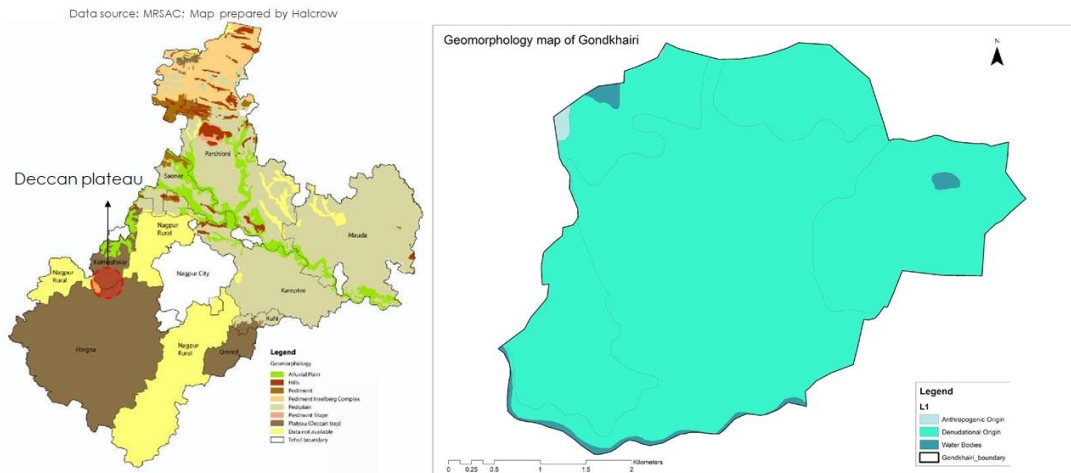 Data source: MRSAC; Map prepared by Halcrow
Deccan plateau
Parshioni
Saoner
Nagpur
Rural
Mauda
Kalmeshwar
Nagpur
Rural
Nagpur City
Kamptee
Kuhi
Hingna
Nagpur
Rural
Umred
Legend
Geomorphology
Alluvial Plain
Hills
Pediment
Pediment Inselberg Complex
Pediplain
Piedmont Slope
Plateau (Deccan trap)
Data not available
Tehsil boundary
Geomorphology map of Gondkhairi
N
Legend
L1
Anthropogenic Origin
Denudational Origin
Water Bodies
Gondkhairi_boundary
0 0.25 0.5 1 1.5 2
Kilometers